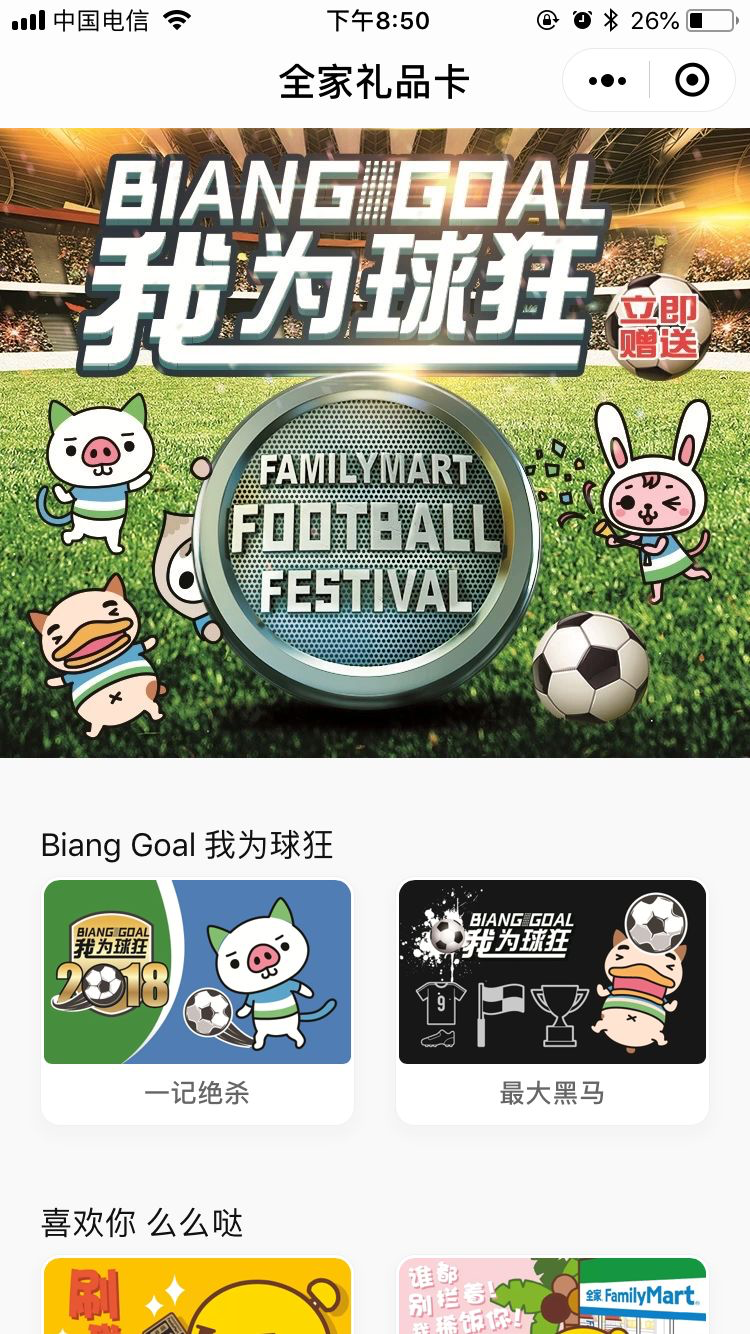 中国电信
下午8:50
26%
全家礼品卡
BIANG GOAL
我为球狂
立即
赠送
FAMILYMART
FOOTBALL
FESTIVAL
Biang Goal 我为球狂
BIANG GOAL
我为球狂
2018
BIANG GOAL
我为球狂
9
一记绝杀
最大黑马
喜欢你 么么哒
刷
谁都
别拦着!
我稀饭你!
全家 FamilyMart